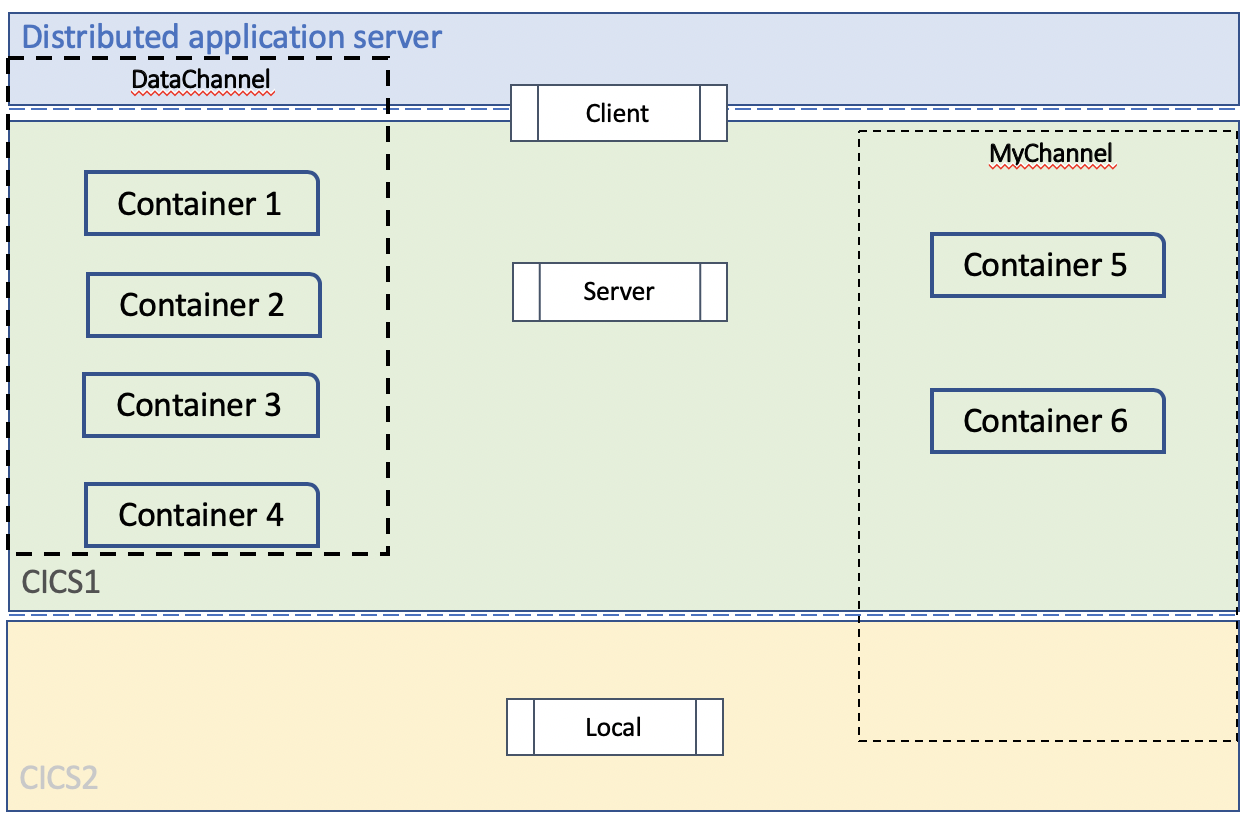 Distributed application server
DataChannel
Client
MyChannel
Container 1
Container 2
Container 3
Container 4
Server
Container 5
Container 6
CICS1
Local
CICS2